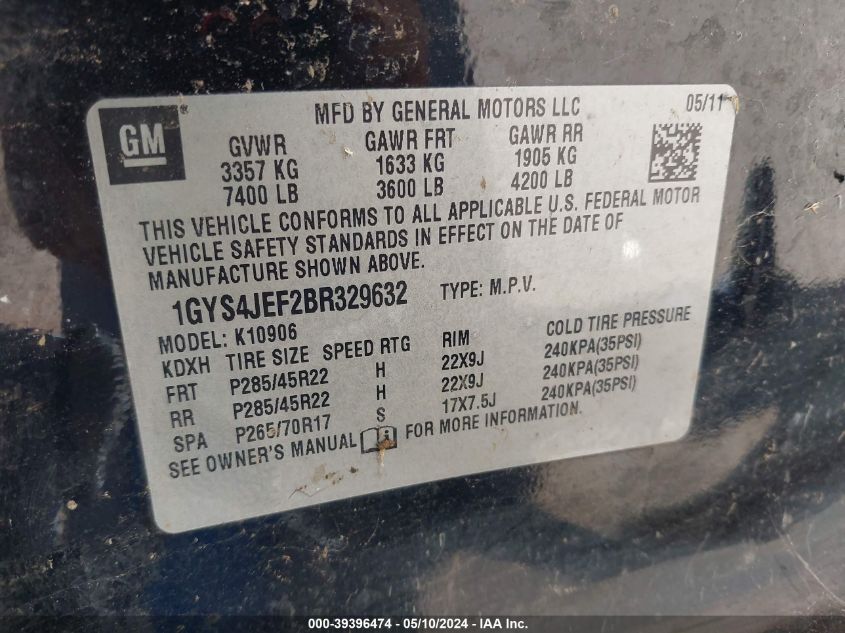 MFD BY GENERAL MOTORS LLC 05/11
GM
GVWR GAWR FRT GAWR RR
3357 KG 1633 KG 1905 KG
7400 LB 3600 LB 4200 LB
THIS VEHICLE CONFORMS TO ALL APPLICABLE U.S. FEDERAL MOTOR
VEHICLE SAFETY STANDARDS IN EFFECT ON THE DATE OF
MANUFACTURE SHOWN ABOVE.
1GYS4JEF2BR329632 TYPE: M.P.V.
MODEL: K10906
KDXH TIRE SIZE SPEED RTG RIM COLD TIRE PRESSURE
FRT P285/45R22 H 22X9J 240KPA(35PSI)
RR P285/45R22 H 22X9J 240KPA(35PSI)
SPA P265/70R17 S 17X7.5J 240KPA(35PSI)
SEE OWNER'S MANUAL FOR MORE INFORMATION.
000-39396474 — 05/10/2024 — IAA Inc.